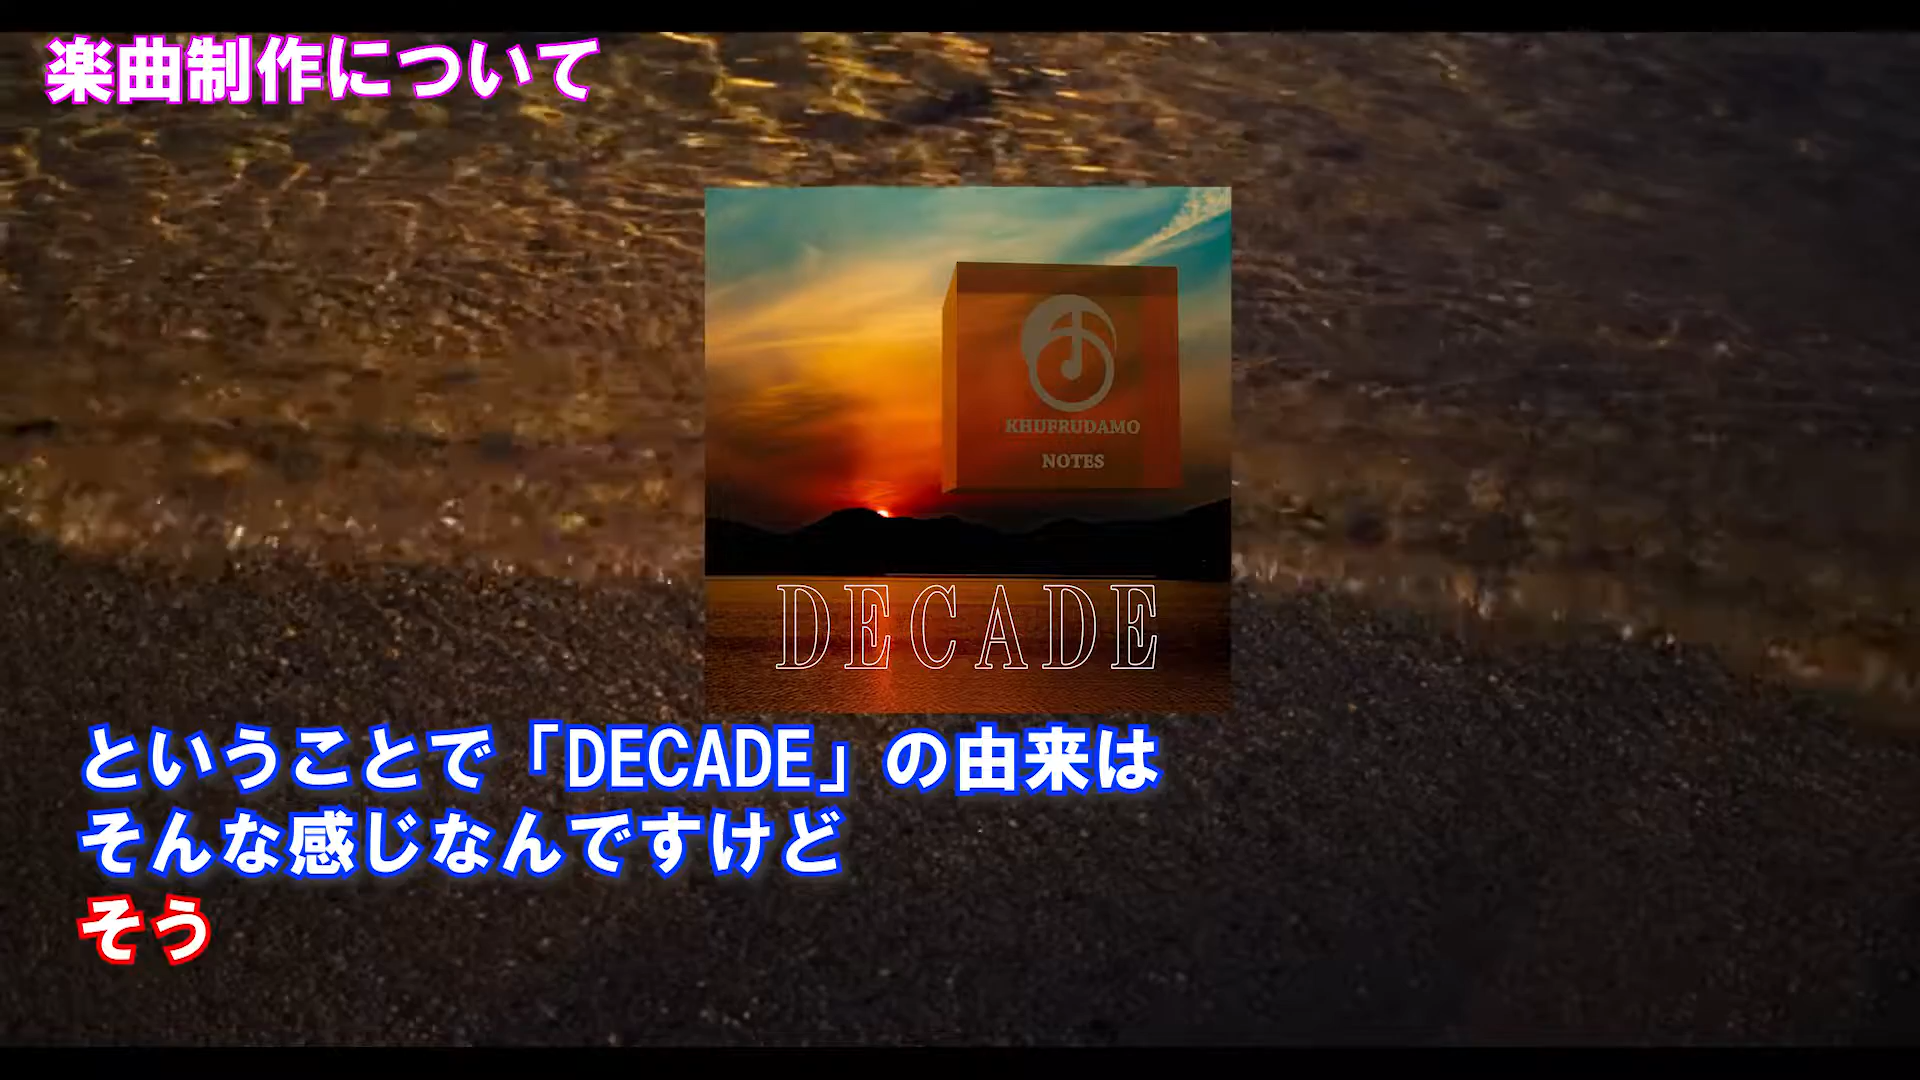 楽曲制作について
KHUFRUDAMO
NOTES
DECADE
ということで「DECADE」の由来は
そんな感じなんですけど
そう